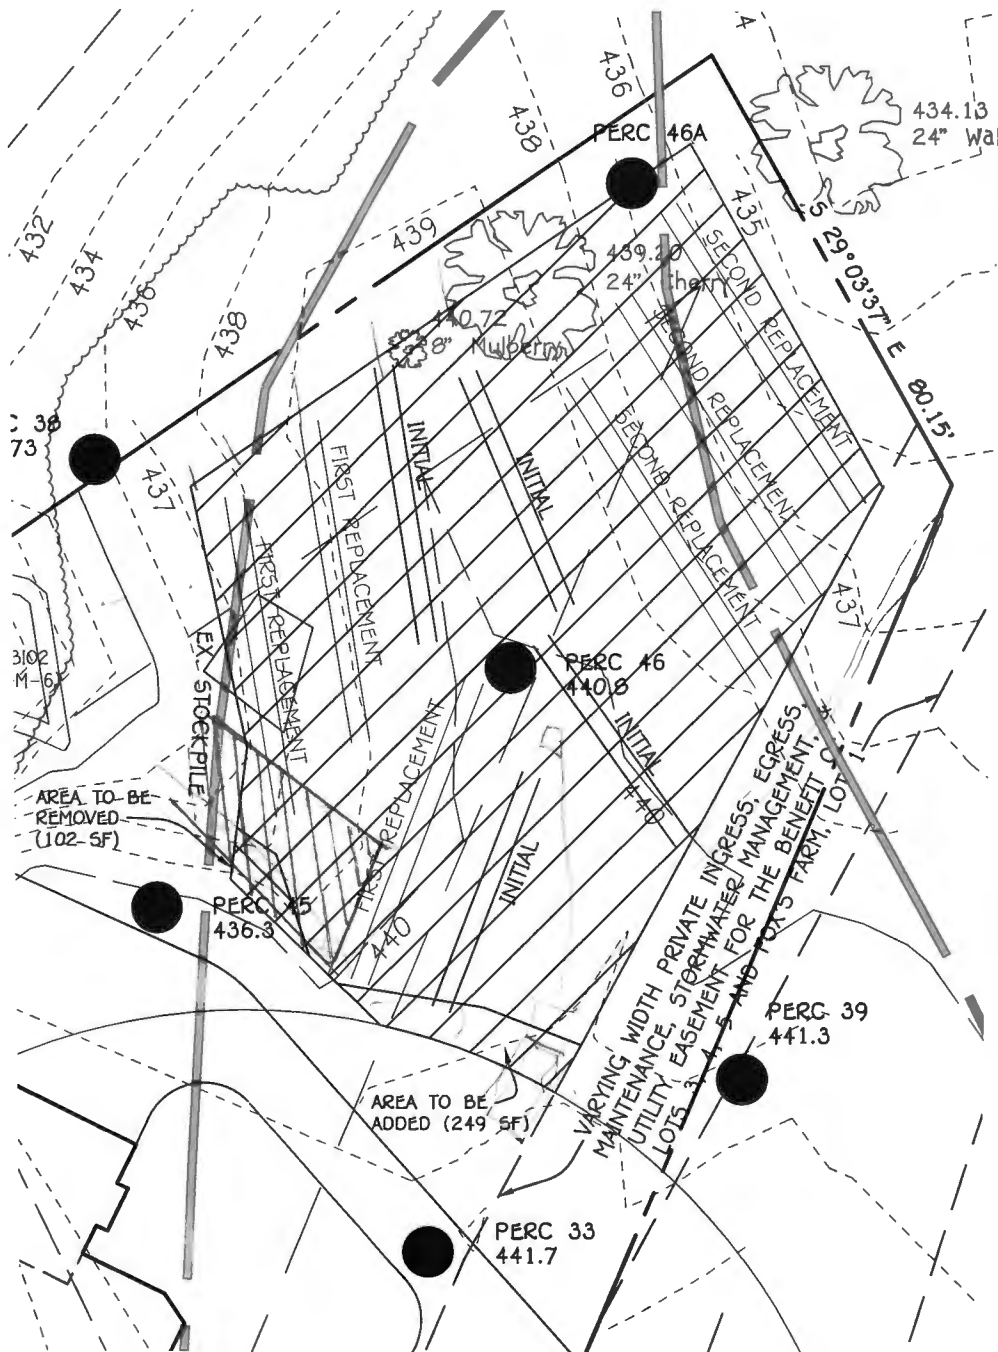 436
438
PERC 46A
434.13
24"
435
439
439.20
24" Cherry
S 29°03'37" E 80.15'
432
434
436
438
SECOND REPLACEMENT
SECOND REPLACEMENT
SECOND REPLACEMENT
8" Mulberry
38
73
INITIAL
INITIAL
FIRST REPLACEMENT
437
FIRST REPLACEMENT
437
EX. STOCKPILE
3102
PERC 46
440.8
INITIAL
440
FIRST REPLACEMENT
AREA TO BE
REMOVED
(102 SF)
INITIAL
PERC 45
436.3
440
VARYING WIDTH PRIVATE INGRESS, EGRESS
MAINTENANCE, STORMWATER MANAGEMENT, &
UTILITY EASEMENT FOR THE BENEFIT OF
LOTS 3, 4, 5 AND FOX'S FARM, LOT 1
PERC 39
441.3
AREA TO BE
ADDED (249 SF)
PERC 33
441.7